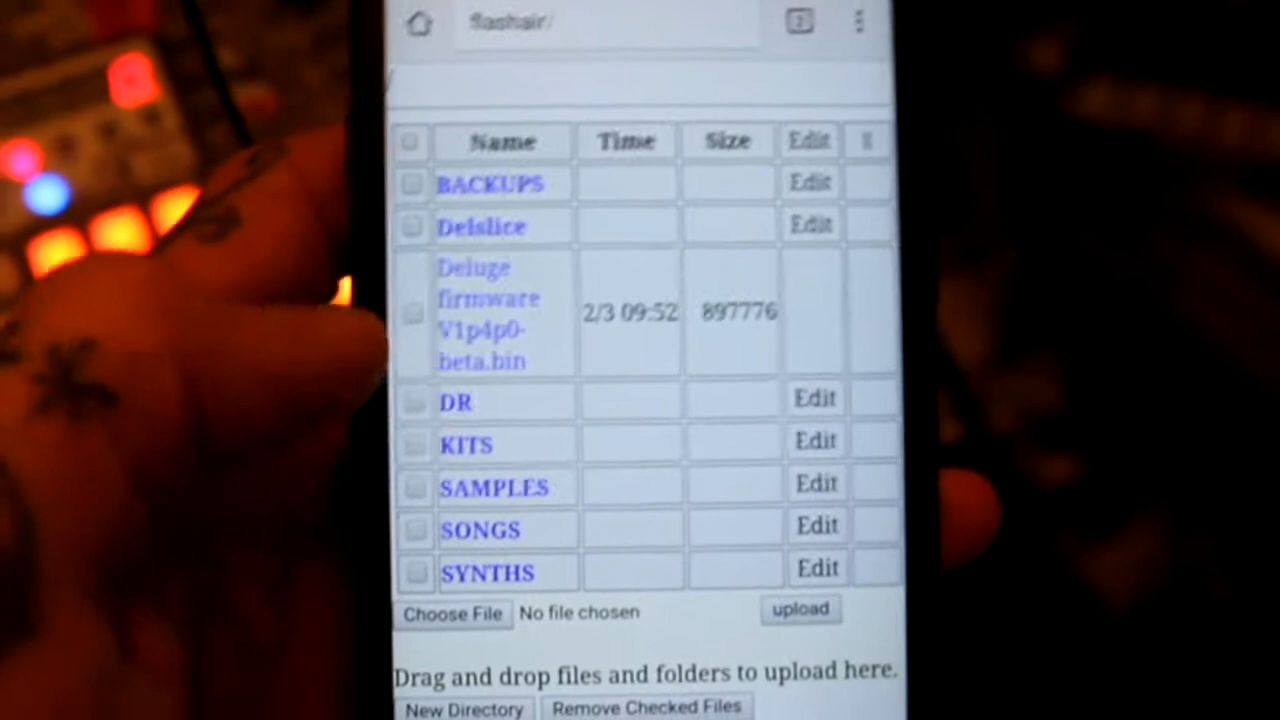 flashair/
2
/
Name Time Size Edit
BACKUPS Edit
Delslice Edit
Deluge
firmware
V1p4p0-
beta.bin
2/3 09:52 897776
DR Edit
KITS Edit
SAMPLES Edit
SONGS Edit
SYNTHS Edit
Choose File No file chosen upload
Drag and drop files and folders to upload here.
New Directory Remove Checked Files